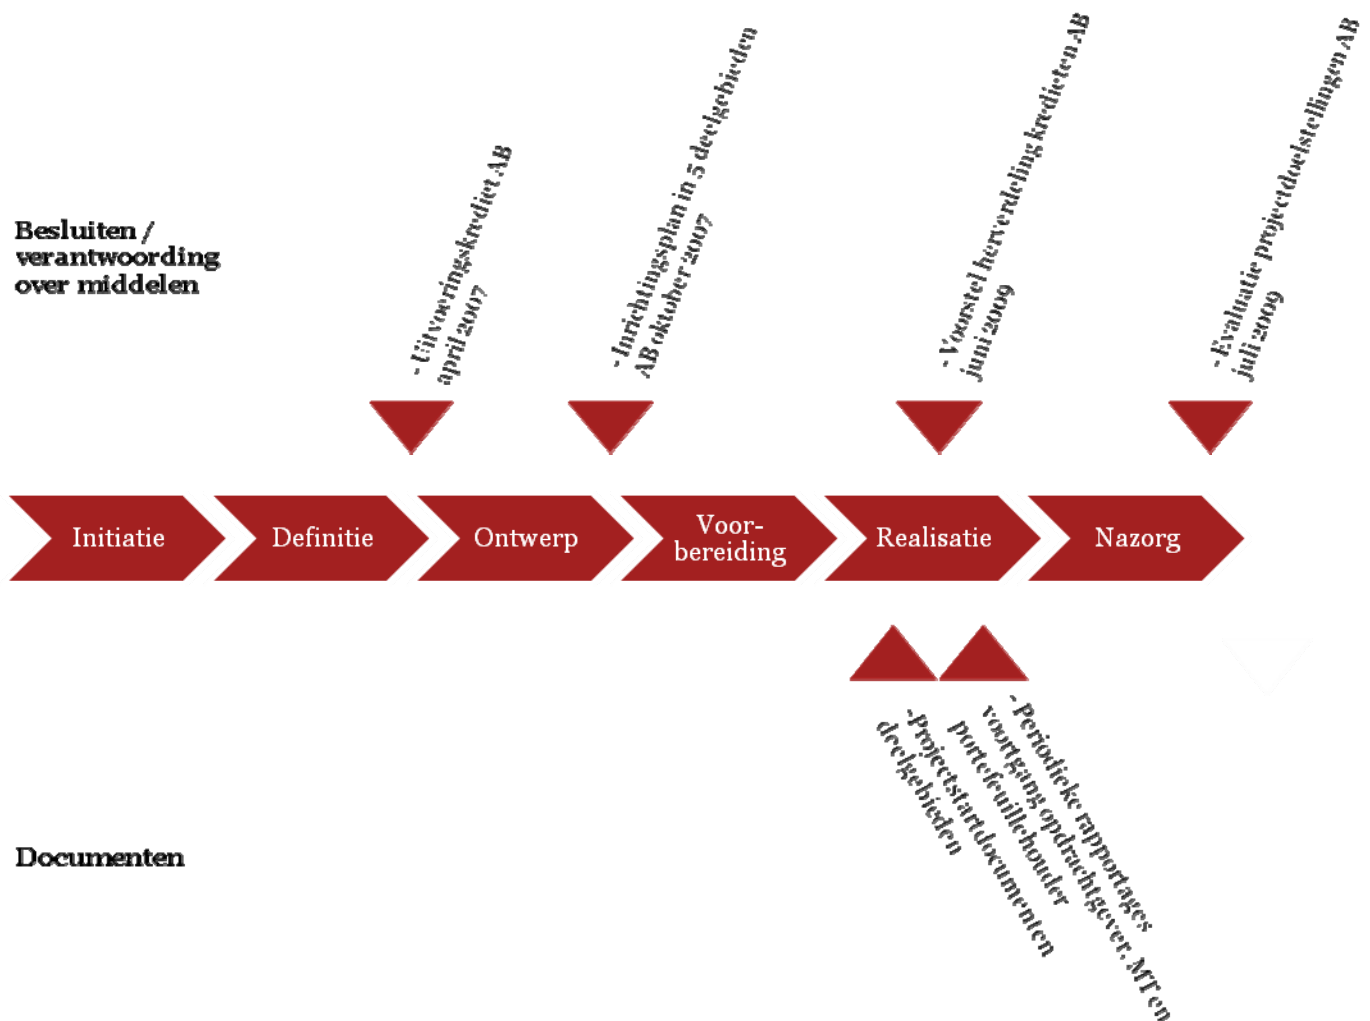 - Uitvoeringskrediet AB
april 2007
- Inrichtingsplan in 5 deelgebieden
AB oktober 2007
- Voorstel herverdeling kredieten AB
juni 2009
- Evaluatie projectdoelstellingen AB
juli 2009
Besluiten /
verantwoording
over middelen
Initiatie
Definitie
Ontwerp
Voor-
bereiding
Realisatie
Nazorg
-Projectstartdocumenten
deelgebieden
- Periodieke rapportages
voortgang opdrachtgever, MT en
portefeuillehouder
Documenten